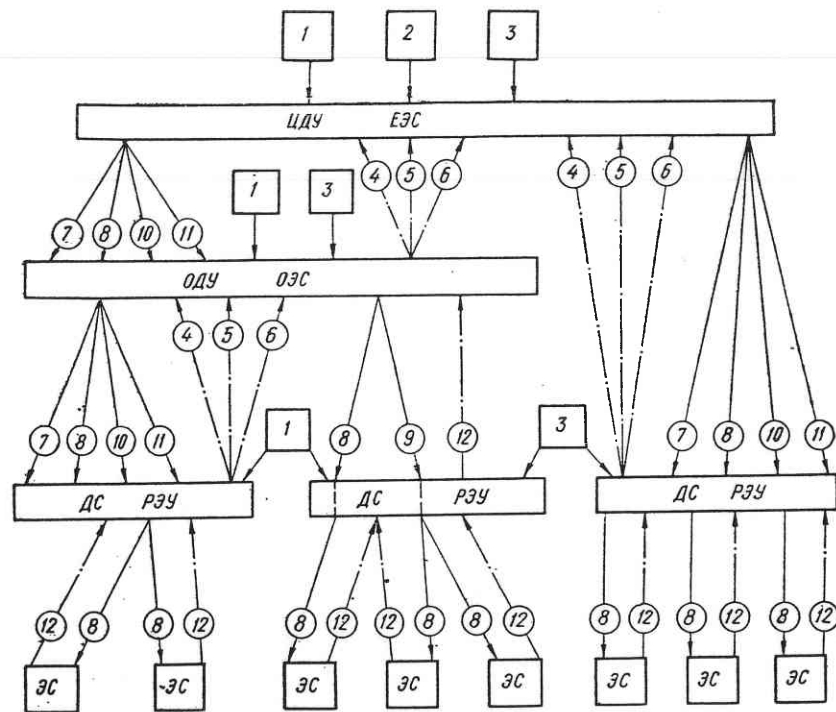 1 2 3
ЦДУ ЕЭС
4 5 6 4 5 6
1 3
7 8 10 11
ОДУ ОЭС
4 5 6
7 8 10 11 1 8 9 12 3 7 8 10 11
ДС РЭУ ДС РЭУ ДС РЭУ
12 8 8 12 8 12 12 8 8 12 8 12 8 12 8 12
ЭС ЭС ЭС ЭС ЭС ЭС ЭС ЭС